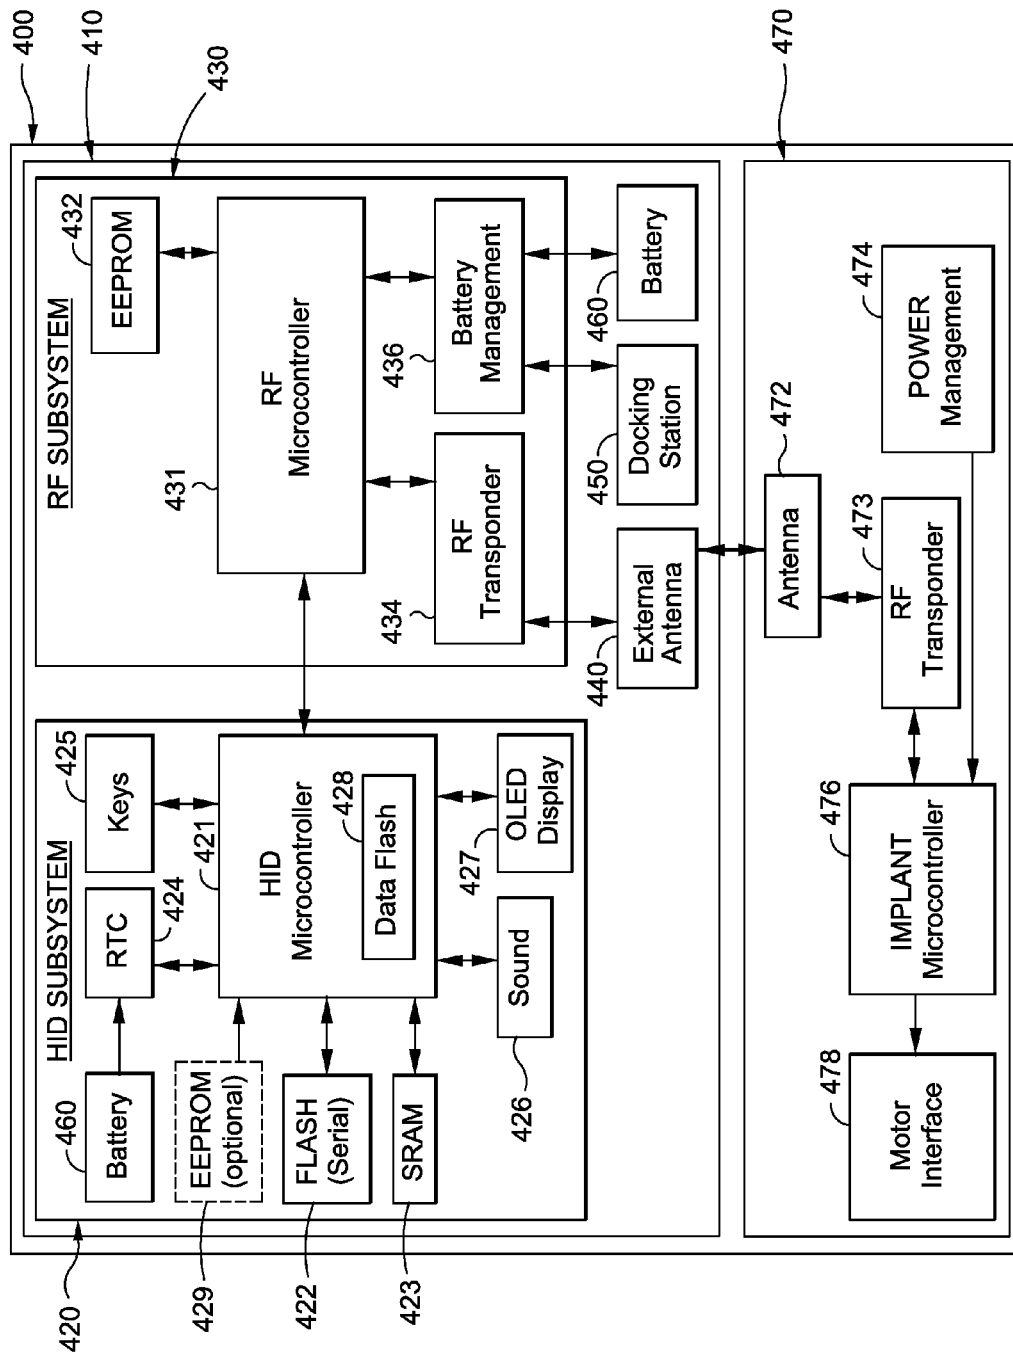 400
410
430
470
HID SUBSYSTEM
RF SUBSYSTEM
420
460
Battery
RTC
424
Keys
425
421
HID
Microcontroller
428
Data Flash
429
EEPROM
(optional)
422
FLASH
(Serial)
423
SRAM
426
Sound
427
OLED
Display
432
EEPROM
431
RF
Microcontroller
434
RF
Transponder
436
Battery
Management
440
External
Antenna
450
Docking
Station
460
Battery
472
Antenna
473
RF
Transponder
474
POWER
Management
476
IMPLANT
Microcontroller
478
Motor
Interface